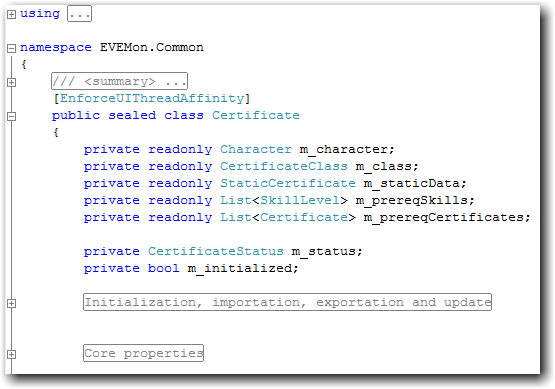 using ...
namespace EVEMon.Common
{
/// <summary> ...
[EnforceUIThreadAffinity]
public sealed class Certificate
{
private readonly Character m_character;
private readonly CertificateClass m_class;
private readonly StaticCertificate m_staticData;
private readonly List<SkillLevel> m_prereqSkills;
private readonly List<Certificate> m_prereqCertificates;
private CertificateStatus m_status;
private bool m_initialized;
Initialization, importation, exportation and update
Core properties